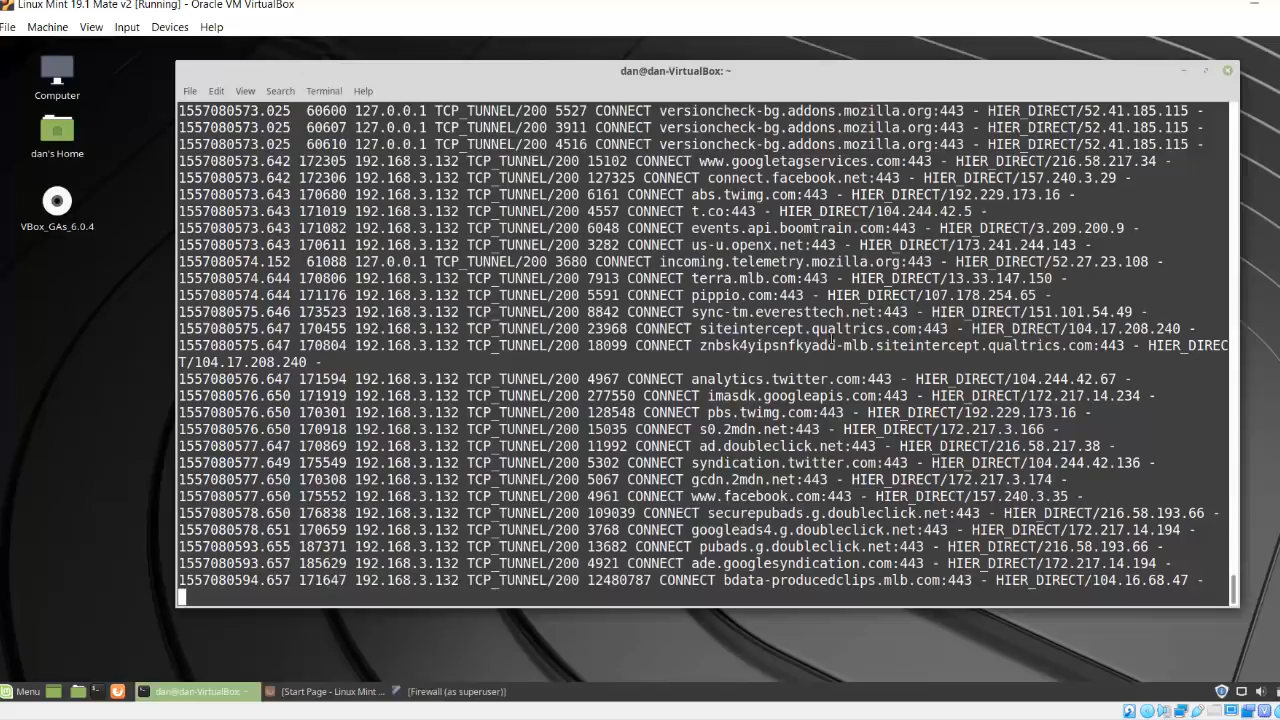 Linux Mint 19.1 Mate v2 [Running] - Oracle VM VirtualBox
File Machine View Input Devices Help
Computer
dan's Home
VBox_GAs_6.0.4
dan@dan-VirtualBox: ~
File Edit View Search Terminal Help
1557080573.025  60600 127.0.0.1 TCP_TUNNEL/200 5527 CONNECT versioncheck-bg.addons.mozilla.org:443 - HIER_DIRECT/52.41.185.115 -
1557080573.025  60607 127.0.0.1 TCP_TUNNEL/200 3911 CONNECT versioncheck-bg.addons.mozilla.org:443 - HIER_DIRECT/52.41.185.115 -
1557080573.025  60610 127.0.0.1 TCP_TUNNEL/200 4516 CONNECT versioncheck-bg.addons.mozilla.org:443 - HIER_DIRECT/52.41.185.115 -
1557080573.642 172305 192.168.3.132 TCP_TUNNEL/200 15102 CONNECT www.googletagservices.com:443 - HIER_DIRECT/216.58.217.34 -
1557080573.642 172306 192.168.3.132 TCP_TUNNEL/200 127325 CONNECT connect.facebook.net:443 - HIER_DIRECT/157.240.3.29 -
1557080573.643 170680 192.168.3.132 TCP_TUNNEL/200 6161 CONNECT abs.twimg.com:443 - HIER_DIRECT/192.229.173.16 -
1557080573.643 171019 192.168.3.132 TCP_TUNNEL/200 4557 CONNECT t.co:443 - HIER_DIRECT/104.244.42.5 -
1557080573.643 171082 192.168.3.132 TCP_TUNNEL/200 6048 CONNECT events.api.boomtrain.com:443 - HIER_DIRECT/3.209.200.9 -
1557080573.643 170611 192.168.3.132 TCP_TUNNEL/200 3282 CONNECT us-u.openx.net:443 - HIER_DIRECT/173.241.244.143 -
1557080574.152  61088 127.0.0.1 TCP_TUNNEL/200 3680 CONNECT incoming.telemetry.mozilla.org:443 - HIER_DIRECT/52.27.23.108 -
1557080574.644 170806 192.168.3.132 TCP_TUNNEL/200 7913 CONNECT terra.mlb.com:443 - HIER_DIRECT/13.33.147.150 -
1557080574.644 171176 192.168.3.132 TCP_TUNNEL/200 5591 CONNECT pippio.com:443 - HIER_DIRECT/107.178.254.65 -
1557080575.646 173523 192.168.3.132 TCP_TUNNEL/200 8842 CONNECT sync-tm.everesttech.net:443 - HIER_DIRECT/151.101.54.49 -
1557080575.647 170455 192.168.3.132 TCP_TUNNEL/200 23968 CONNECT siteintercept.qualtrics.com:443 - HIER_DIRECT/104.17.208.240 -
1557080575.647 170804 192.168.3.132 TCP_TUNNEL/200 18099 CONNECT znbsk4yipsnfkyadd-mlb.siteintercept.qualtrics.com:443 - HIER_DIREC
T/104.17.208.240 -
1557080576.647 171594 192.168.3.132 TCP_TUNNEL/200 4967 CONNECT analytics.twitter.com:443 - HIER_DIRECT/104.244.42.67 -
1557080576.650 171919 192.168.3.132 TCP_TUNNEL/200 277550 CONNECT imasdk.googleapis.com:443 - HIER_DIRECT/172.217.14.234 -
1557080576.650 170301 192.168.3.132 TCP_TUNNEL/200 128548 CONNECT pbs.twimg.com:443 - HIER_DIRECT/192.229.173.16 -
1557080576.650 170918 192.168.3.132 TCP_TUNNEL/200 15035 CONNECT s0.2mdn.net:443 - HIER_DIRECT/172.217.3.166 -
1557080577.647 170869 192.168.3.132 TCP_TUNNEL/200 11992 CONNECT ad.doubleclick.net:443 - HIER_DIRECT/216.58.217.38 -
1557080577.649 175549 192.168.3.132 TCP_TUNNEL/200 5302 CONNECT syndication.twitter.com:443 - HIER_DIRECT/104.244.42.136 -
1557080577.650 170308 192.168.3.132 TCP_TUNNEL/200 5067 CONNECT gcdn.2mdn.net:443 - HIER_DIRECT/172.217.3.174 -
1557080577.650 175552 192.168.3.132 TCP_TUNNEL/200 4961 CONNECT www.facebook.com:443 - HIER_DIRECT/157.240.3.35 -
1557080578.650 176838 192.168.3.132 TCP_TUNNEL/200 109039 CONNECT securepubads.g.doubleclick.net:443 - HIER_DIRECT/216.58.193.66 -
1557080578.651 170659 192.168.3.132 TCP_TUNNEL/200 3768 CONNECT googleads4.g.doubleclick.net:443 - HIER_DIRECT/172.217.14.194 -
1557080593.655 187371 192.168.3.132 TCP_TUNNEL/200 13682 CONNECT pubads.g.doubleclick.net:443 - HIER_DIRECT/216.58.193.66 -
1557080593.657 185629 192.168.3.132 TCP_TUNNEL/200 4921 CONNECT ade.googlesyndication.com:443 - HIER_DIRECT/172.217.14.194 -
1557080594.657 171647 192.168.3.132 TCP_TUNNEL/200 12480787 CONNECT bdata-producedclips.mlb.com:443 - HIER_DIRECT/104.16.68.47 -
Menu dan@dan-VirtualBox: ~ [Start Page - Linux Mint ... [Firewall (as superuser)]